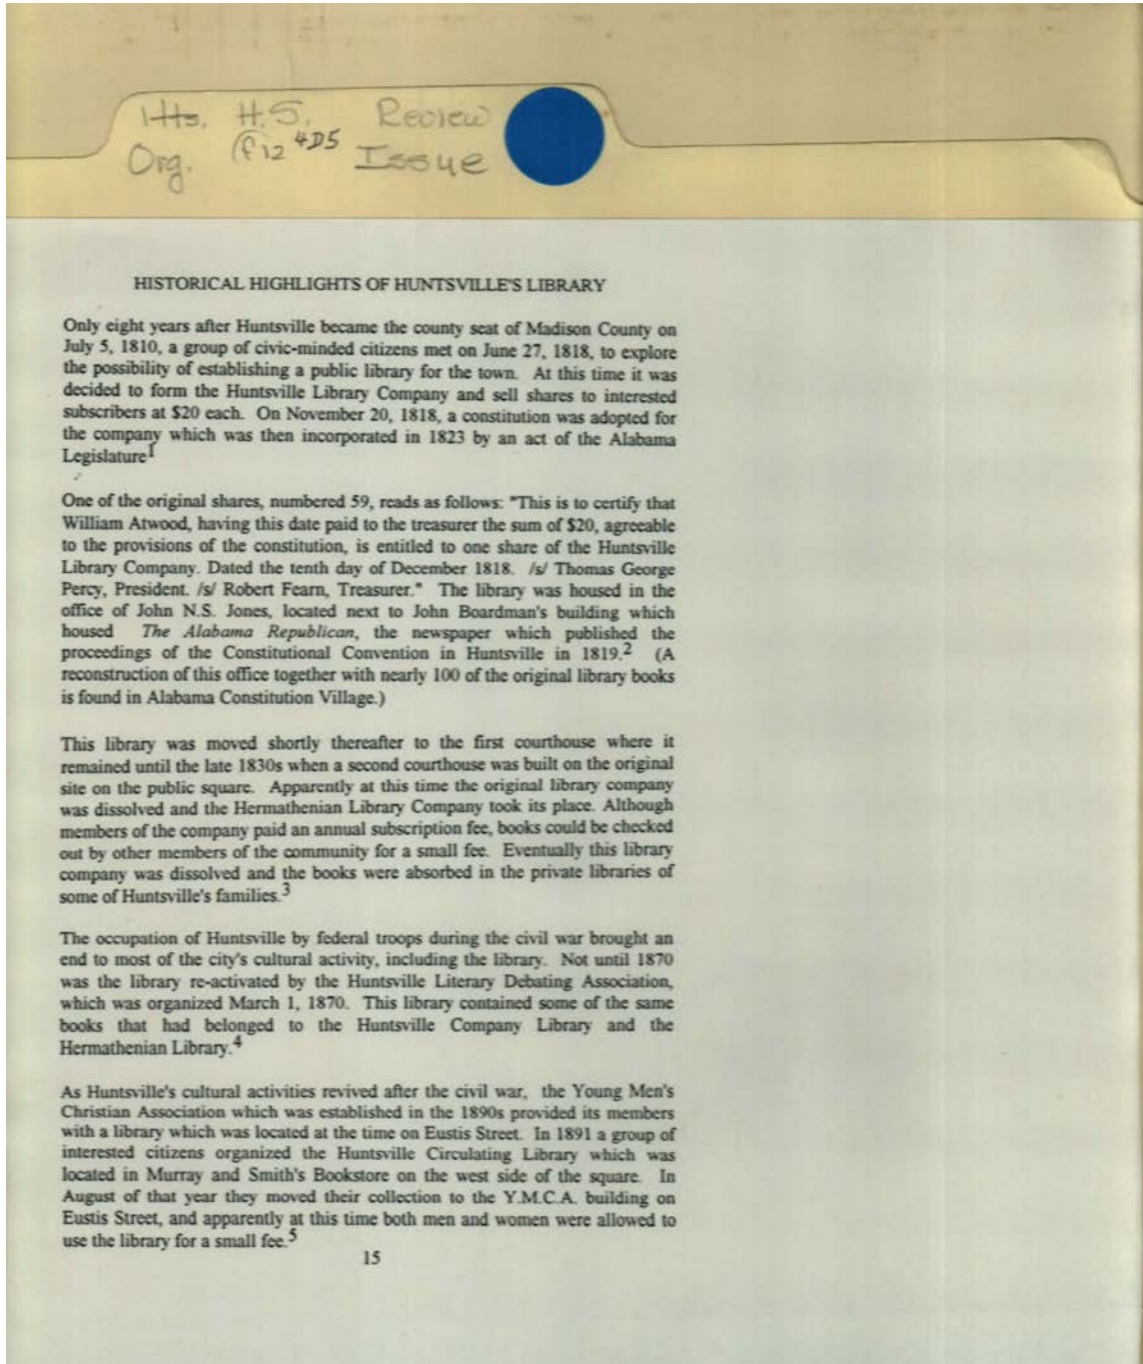 Hts. H.S. Review
Org. f12 4D5 Issue
HISTORICAL HIGHLIGHTS OF HUNTSVILLE'S LIBRARY
Only eight years after Huntsville became the county seat of Madison County on
July 5, 1810, a group of civic-minded citizens met on June 27, 1818, to explore
the possibility of establishing a public library for the town. At this time it was
decided to form the Huntsville Library Company and sell shares to interested
subscribers at $20 each. On November 20, 1818, a constitution was adopted for
the company which was then incorporated in 1823 by an act of the Alabama
Legislature1
One of the original shares, numbered 59, reads as follows: "This is to certify that
William Atwood, having this date paid to the treasurer the sum of $20, agreeable
to the provisions of the constitution, is entitled to one share of the Huntsville
Library Company. Dated the tenth day of December 1818. /s/ Thomas George
Percy, President. /s/ Robert Fearn, Treasurer." The library was housed in the
office of John N.S. Jones, located next to John Boardman's building which
housed The Alabama Republican, the newspaper which published the
proceedings of the Constitutional Convention in Huntsville in 1819.2 (A
reconstruction of this office together with nearly 100 of the original library books
is found in Alabama Constitution Village.)
This library was moved shortly thereafter to the first courthouse where it
remained until the late 1830s when a second courthouse was built on the original
site on the public square. Apparently at this time the original library company
was dissolved and the Hermathenian Library Company took its place. Although
members of the company paid an annual subscription fee, books could be checked
out by other members of the community for a small fee. Eventually this library
company was dissolved and the books were absorbed in the private libraries of
some of Huntsville's families.3
The occupation of Huntsville by federal troops during the civil war brought an
end to most of the city's cultural activity, including the library. Not until 1870
was the library re-activated by the Huntsville Literary Debating Association,
which was organized March 1, 1870. This library contained some of the same
books that had belonged to the Huntsville Company Library and the
Hermathenian Library.4
As Huntsville's cultural activities revived after the civil war, the Young Men's
Christian Association which was established in the 1890s provided its members
with a library which was located at the time on Eustis Street. In 1891 a group of
interested citizens organized the Huntsville Circulating Library which was
located in Murray and Smith's Bookstore on the west side of the square. In
August of that year they moved their collection to the Y.M.C.A. building on
Eustis Street, and apparently at this time both men and women were allowed to
use the library for a small fee.5
15